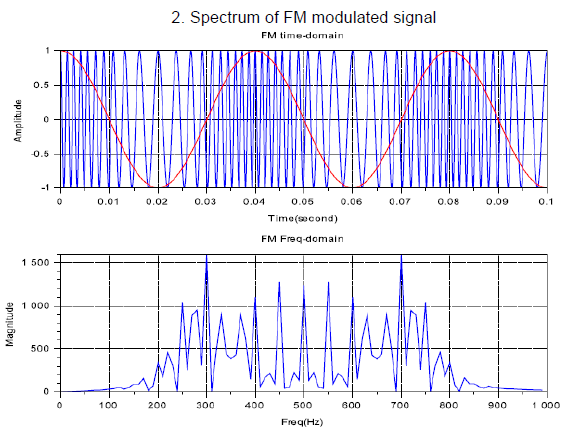 2. Spectrum of FM modulated signal
FM time-domain
1
0.5
0
-0.5
-1
Amplitude
0 0.01 0.02 0.03 0.04 0.05 0.06 0.07 0.08 0.09 0.1
Time(second)
FM Freq-domain
1 500
1 000
500
0
Magnitude
0 100 200 300 400 500 600 700 800 900 1 000
Freq(Hz)